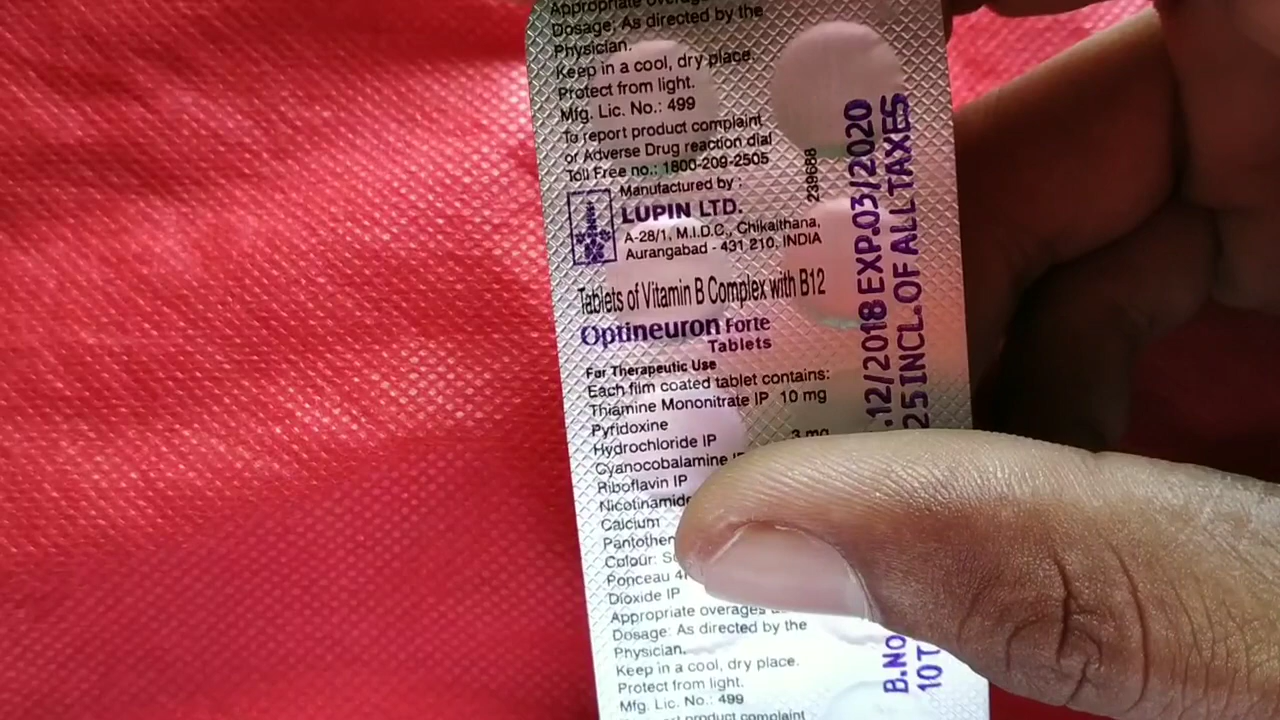 Appropriate
Dosage: As directed by the
Physician.
Keep in a cool, dry place.
Protect from light.
Mfg. Lic. No.: 499
To report product complaint
or Adverse Drug reaction dial
Toll Free no.: 1800-209-2505
Manufactured by :
LUPIN LTD.
A-28/1, M.I.D.C., Chikalthana,
Aurangabad - 431 210, INDIA
239688
Tablets of Vitamin B Complex with B12
Optineuron Forte
Tablets
For Therapeutic Use
Each film coated tablet contains:
Thiamine Mononitrate IP 10 mg
Pyridoxine
Hydrochloride IP 3 mg
Cyanocobalamine
Riboflavin IP
Nicotinamide
Calcium
Colour:
Ponceau
Dioxide IP
Appropriate overages
Dosage: As directed by the
Physician.
Keep in a cool, dry place.
Protect from light.
Mfg. Lic. No.: 499
product complaint
.12/2018 EXP.03/2020
25 INCL.OF ALL TAXES
B.NO
10 T